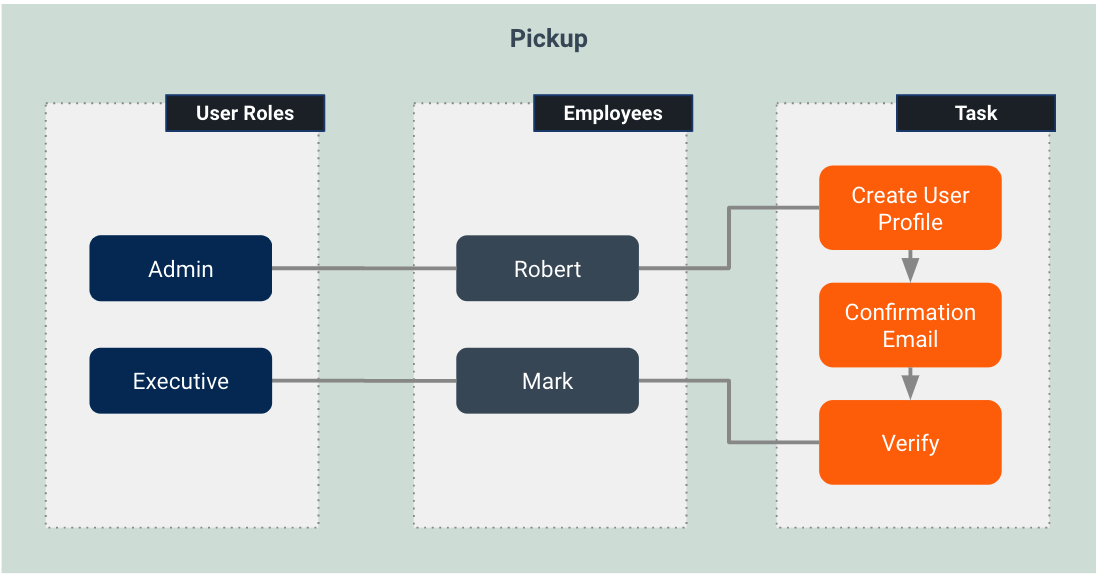 Pickup
User Roles
Employees
Task
Create User
Profile
Admin
Robert
Confirmation
Email
Executive
Mark
Verify